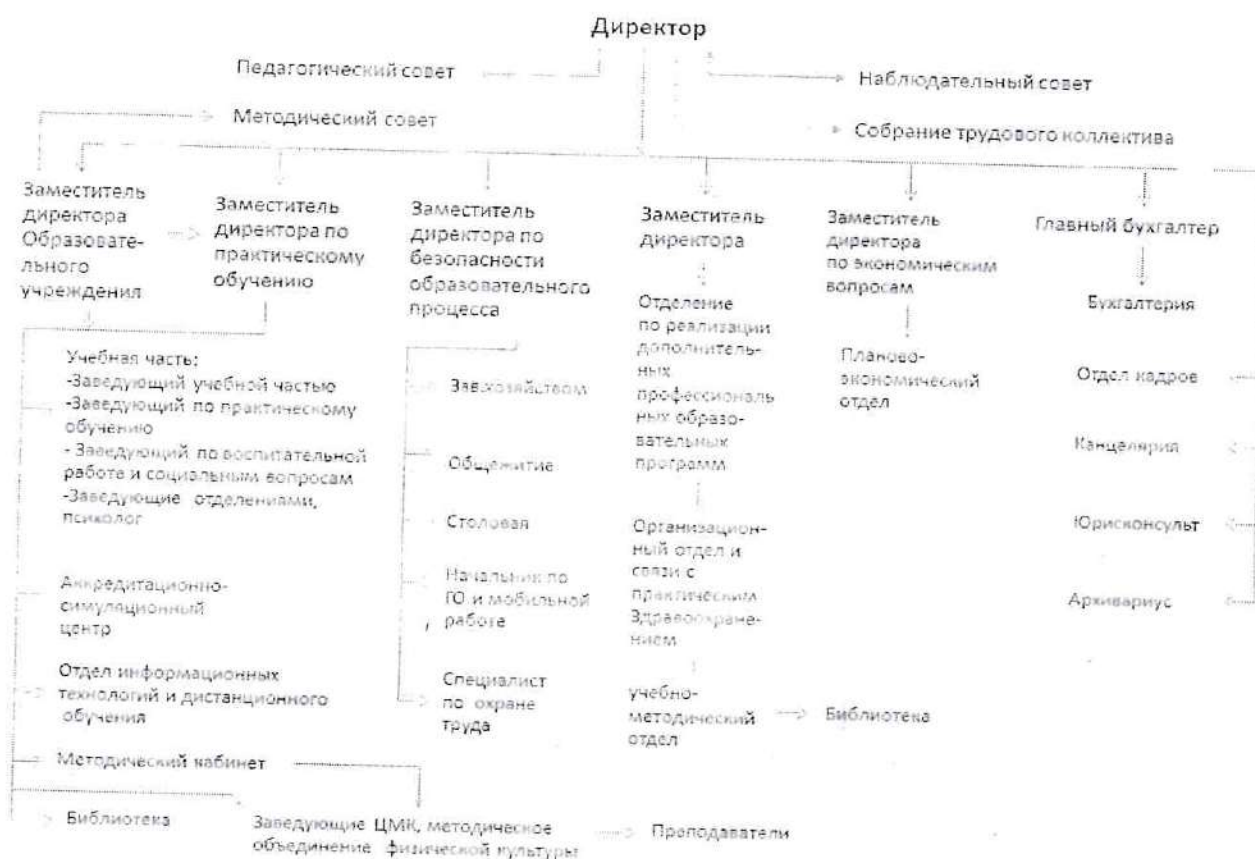 Директор
Педагогический совет
Наблюдательный совет
Методический совет
Собрание трудового коллектива
Заместитель
директора
Образовате-
льного
учреждения
Заместитель
директора по
практическому
обучению
Заместитель
директора по
безопасности
образовательного
процесса
Заместитель
директора
Заместитель
директора
по экономическим
вопросам
Главный бухгалтер
Учебная часть:
-Заведующий учебной частью
-Заведующий по практическому
обучению
- Заведующий по воспитательной
работе и социальным вопросам
-Заведующие отделениями,
психолог
Аккредитационно-
симуляционный
центр
Отдел информационных
технологий и дистанционного
обучения
Методический кабинет
Библиотека
Заведующие ЦМК, методическое
объединение физической культуры
Преподаватели
Завхозяйством
Общежитие
Столовая
Начальник по
ГО и мобильной
работе
Специалист
по охране
труда
Отделение
по реализации
дополнитель-
ных
профессиональ
ных образо-
вательных
программ
Организацион-
ный отдел и
связи с
практическим
Здравоохране-
нием
учебно-
методический
отдел
Библиотека
Планово-
экономический
отдел
Бухгалтерия
Отдел кадров
Канцелярия
Юрисконсульт
Архивариус